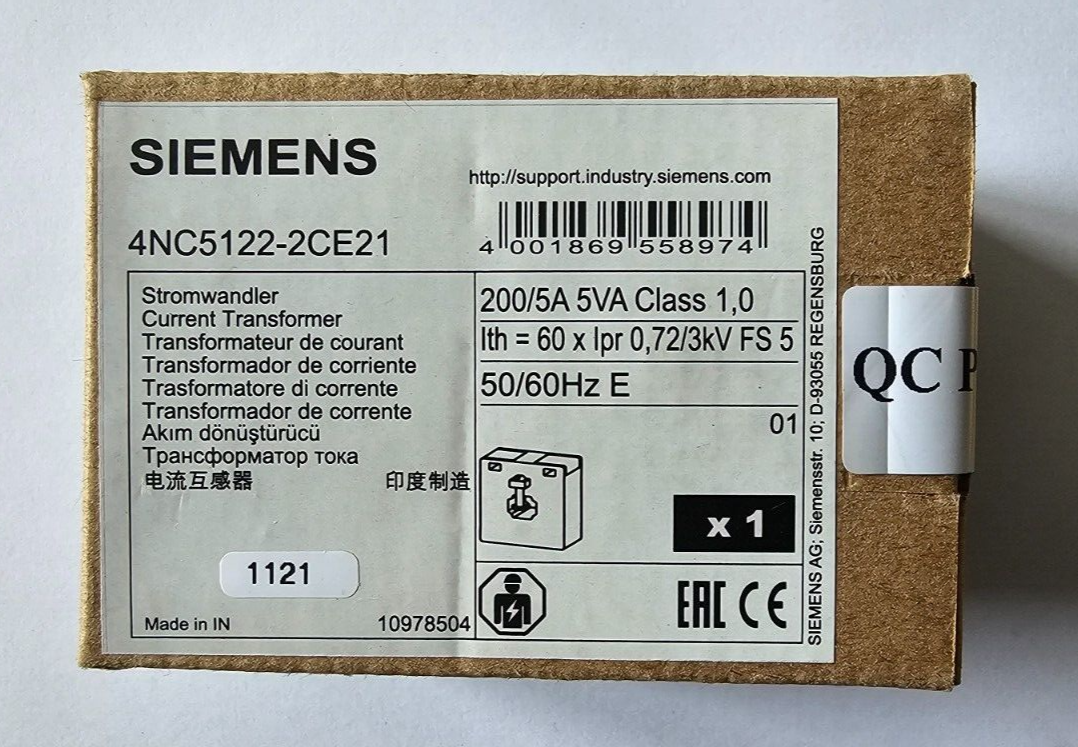 SIEMENS
http://support.industry.siemens.com
4NC5122-2CE21
4 001869 558974
Stromwandler
Current Transformer
Transformateur de courant
Transformador de corriente
Trasformatore di corrente
Transformador de corrente
Akım dönüştürücü
Трансформатор тока
电流互感器 印度制造
1121
Made in IN 10978504
200/5A 5VA Class 1,0
Ith = 60 x Ipr 0,72/3kV FS 5
50/60Hz E
01
x 1
EAC CE
SIEMENS AG; Siemensstr. 10; D-93055 REGENSBURG
QC P